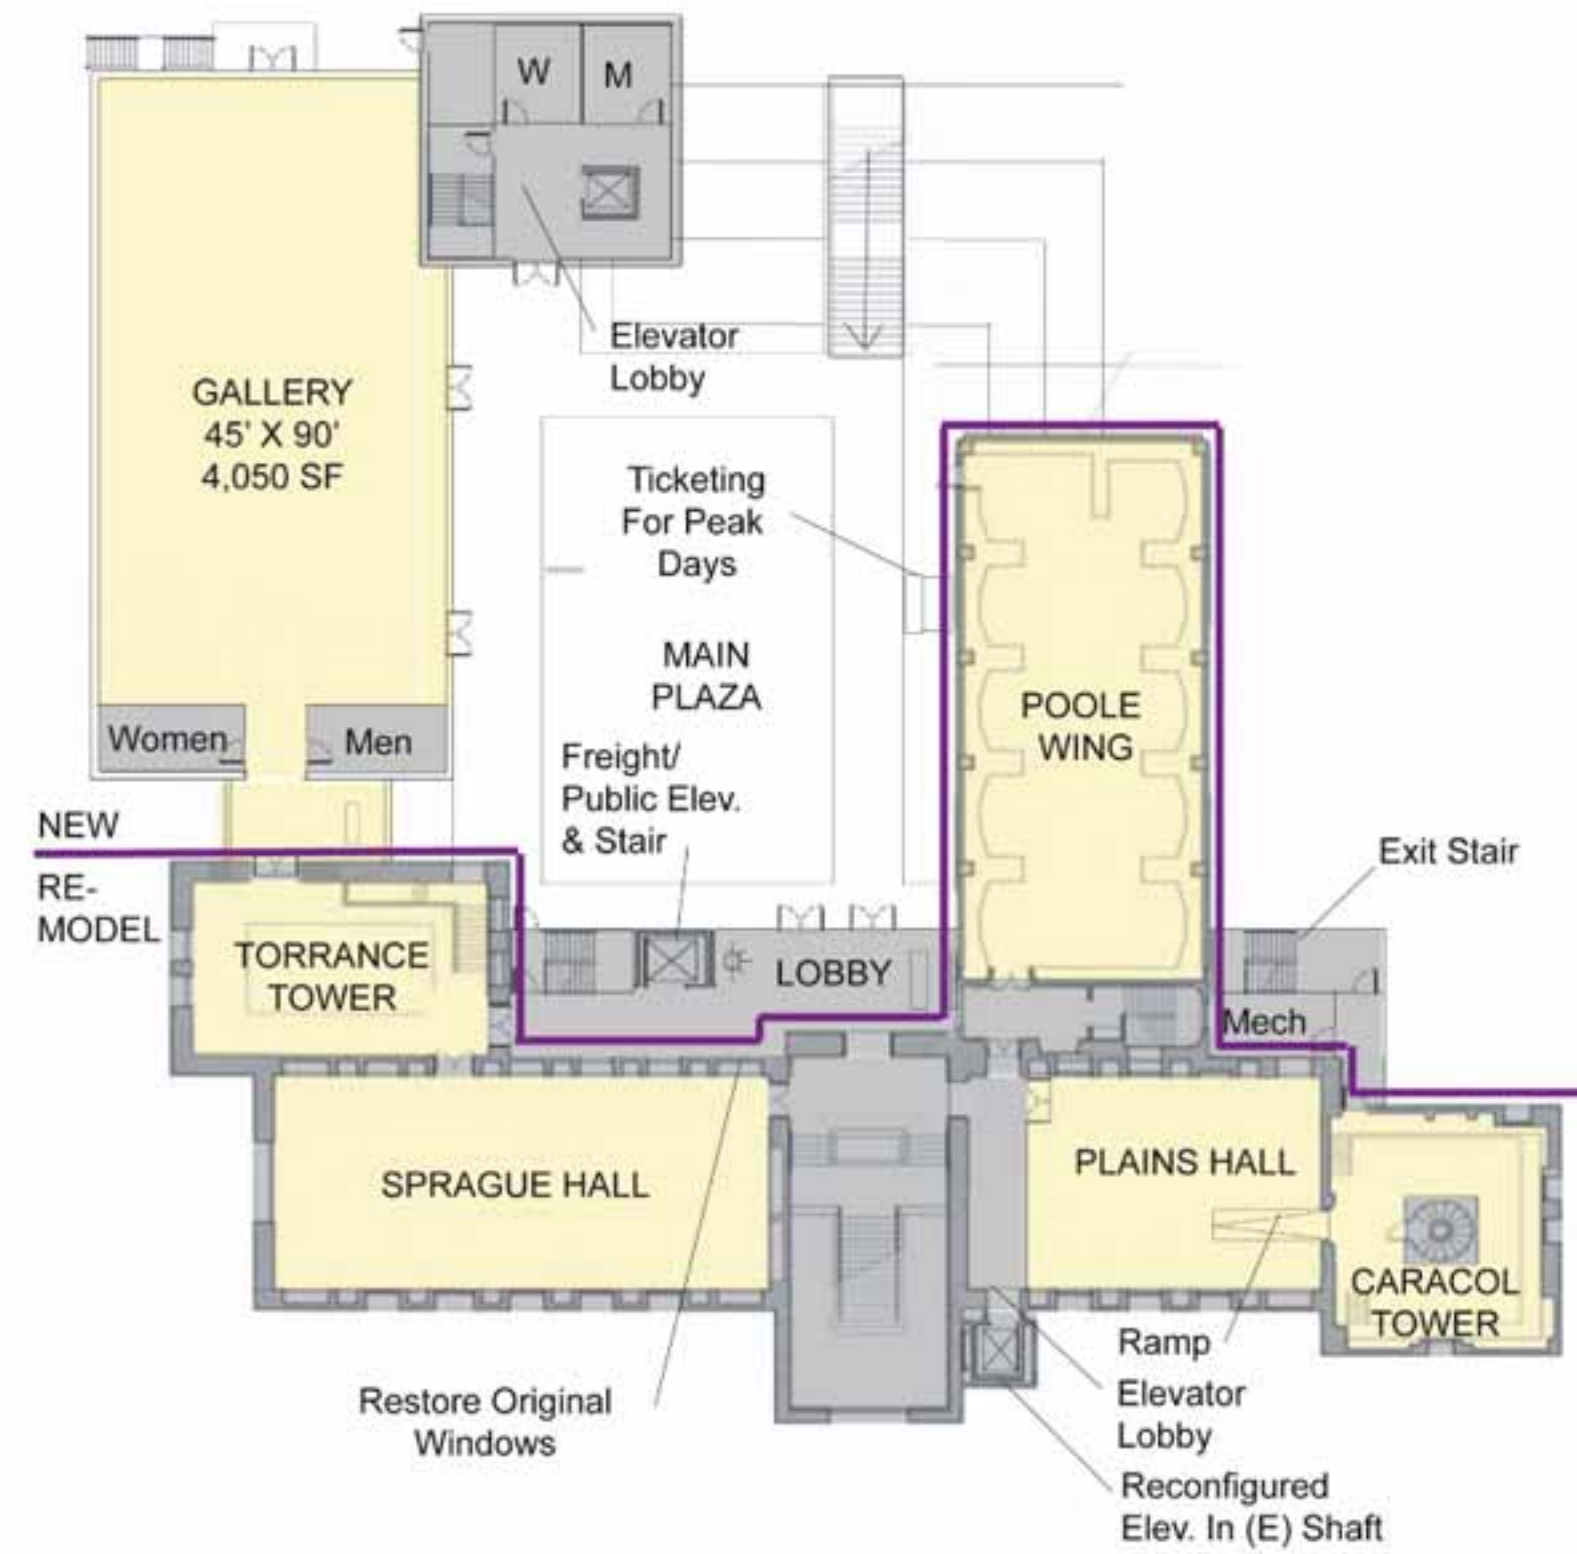 W
M
Elevator
Lobby
GALLERY
45' X 90'
4,050 SF
Ticketing
For Peak
Days
MAIN
PLAZA
POOLE
WING
Women
Men
Freight/
Public Elev.
& Stair
NEW
RE-
MODEL
Exit Stair
TORRANCE
TOWER
LOBBY
Mech
SPRAGUE HALL
PLAINS HALL
CARACOL
TOWER
Ramp
Elevator
Lobby
Restore Original
Windows
Reconfigured
Elev. In (E) Shaft